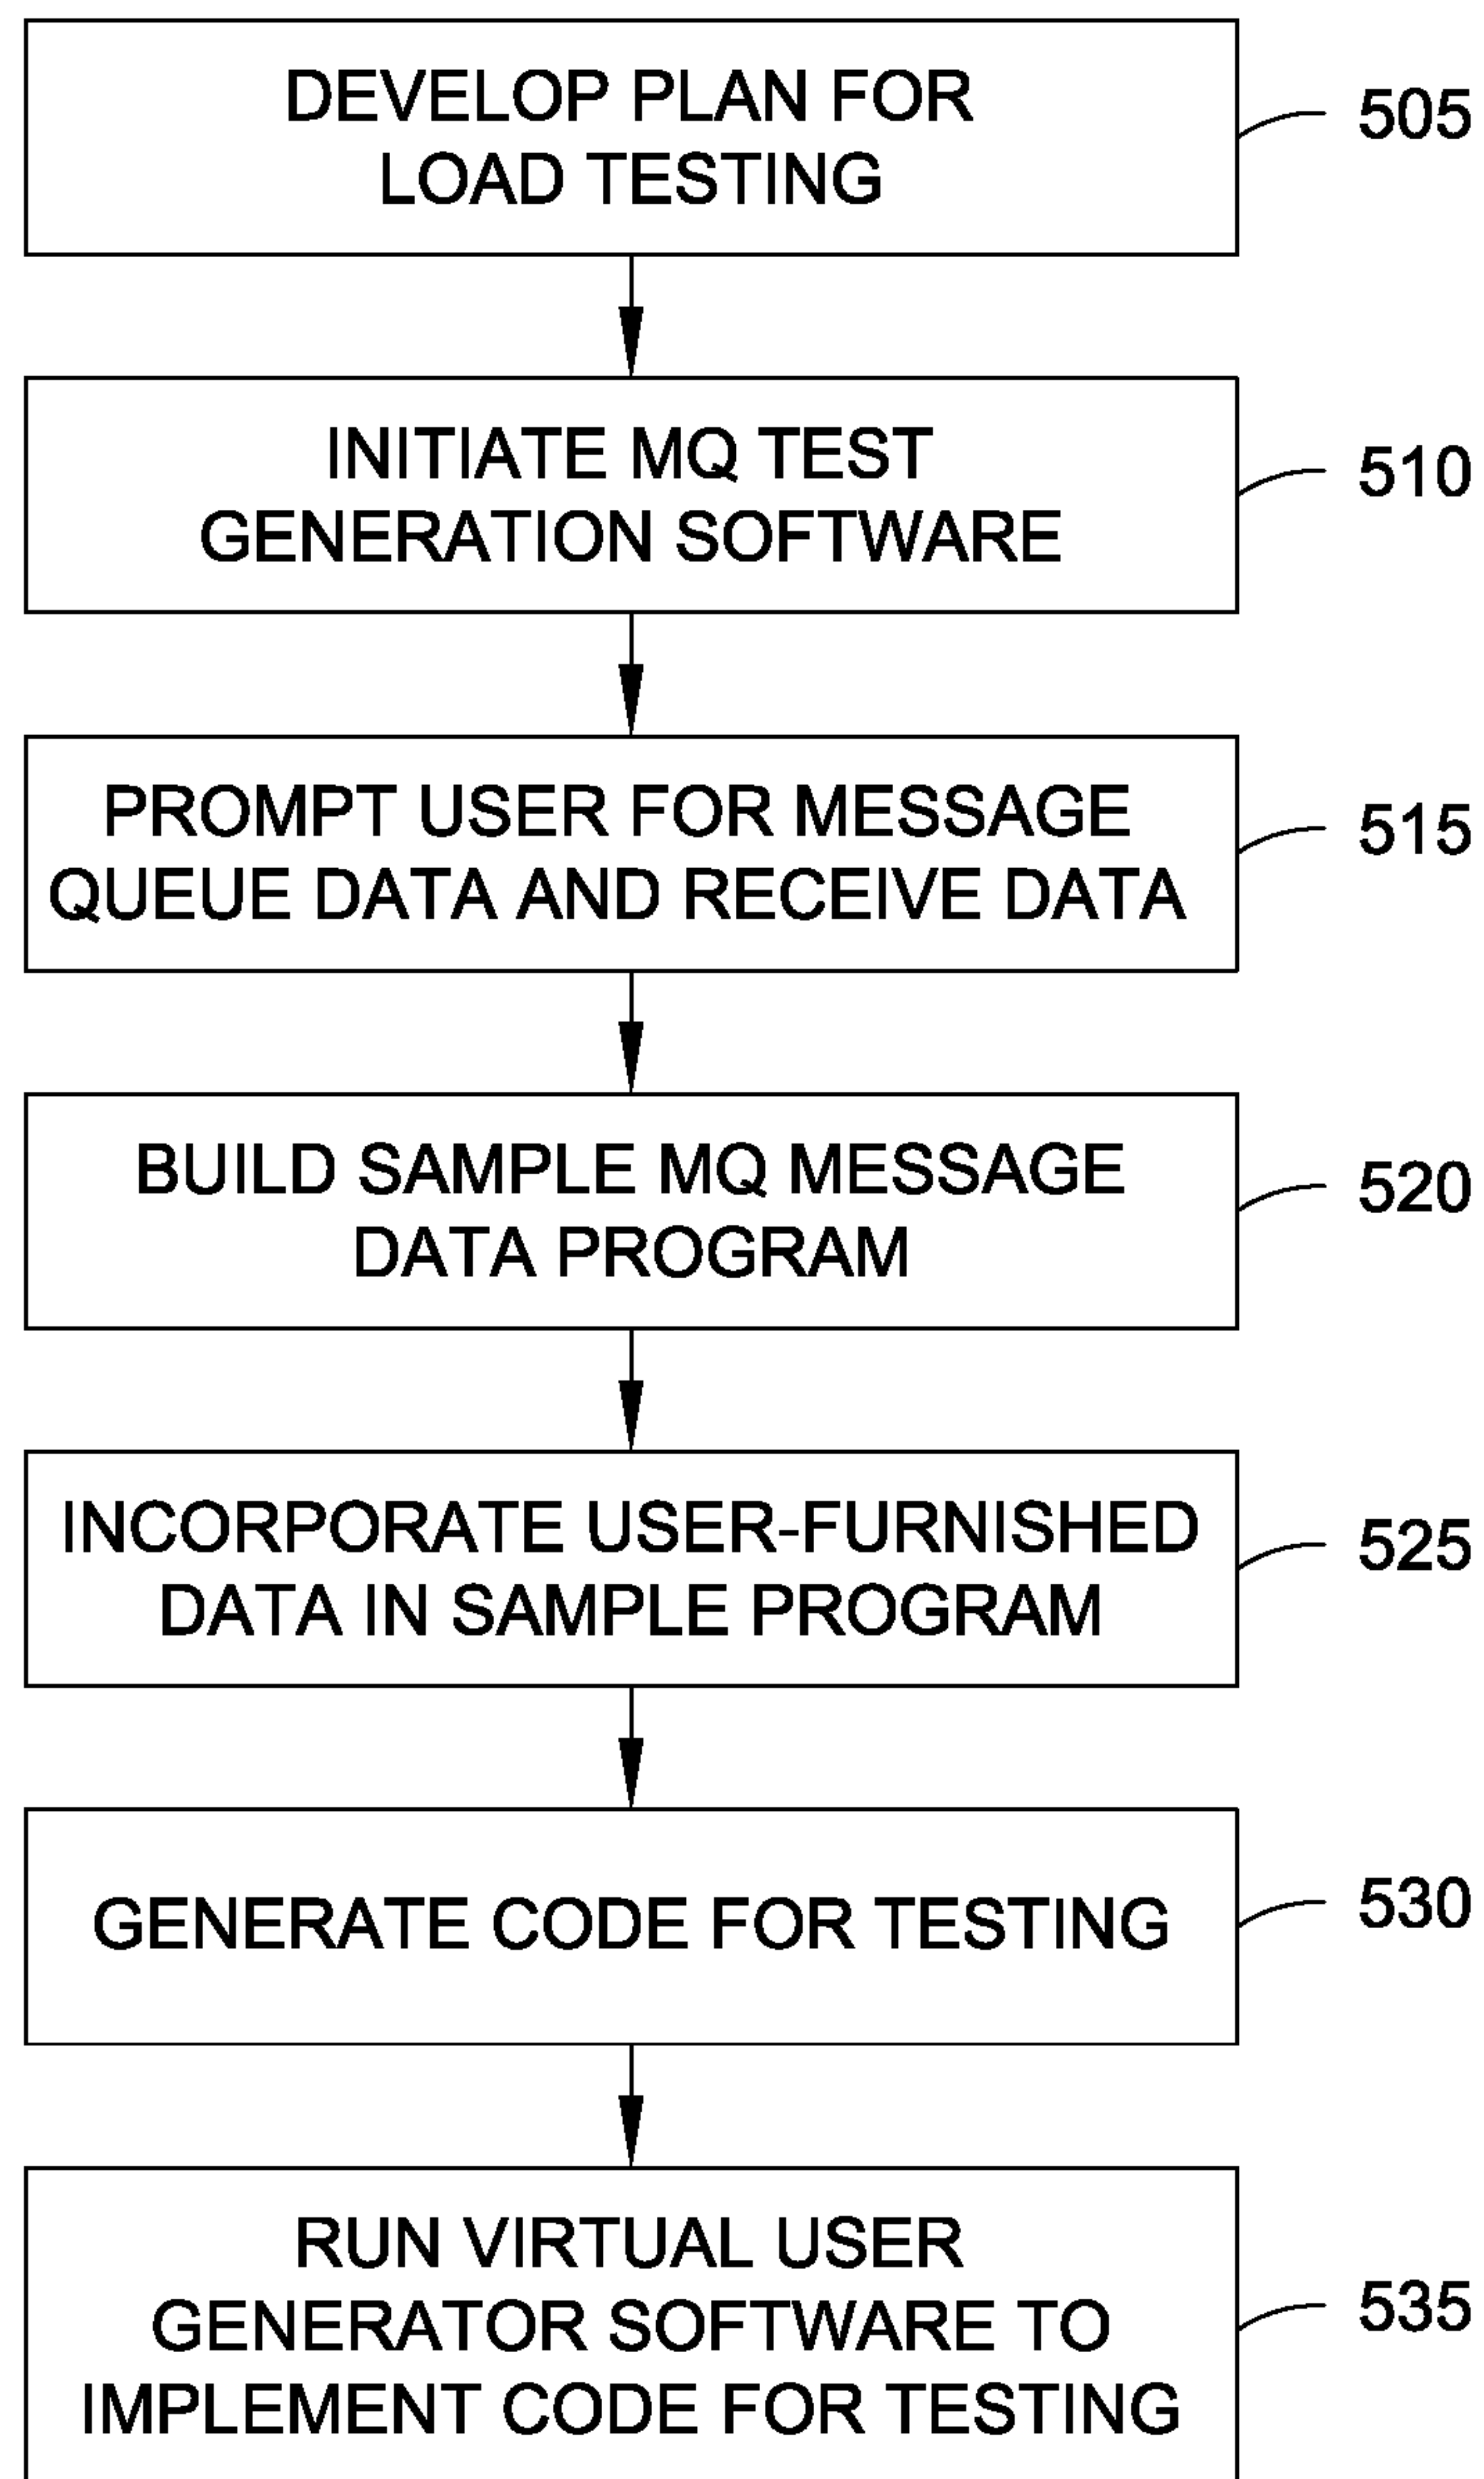 DEVELOP PLAN FOR
LOAD TESTING
505
INITIATE MQ TEST
GENERATION SOFTWARE
510
PROMPT USER FOR MESSAGE
QUEUE DATA AND RECEIVE DATA
515
BUILD SAMPLE MQ MESSAGE
DATA PROGRAM
520
INCORPORATE USER-FURNISHED
DATA IN SAMPLE PROGRAM
525
GENERATE CODE FOR TESTING
530
RUN VIRTUAL USER
GENERATOR SOFTWARE TO
IMPLEMENT CODE FOR TESTING
535